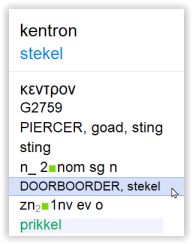 kentron
stekel
κεντρον
G2759
PIERCER, goad, sting
sting
n_ 2■nom sg n
DOORBOORDER, stekel
zn₂■1nv ev o
prikkel